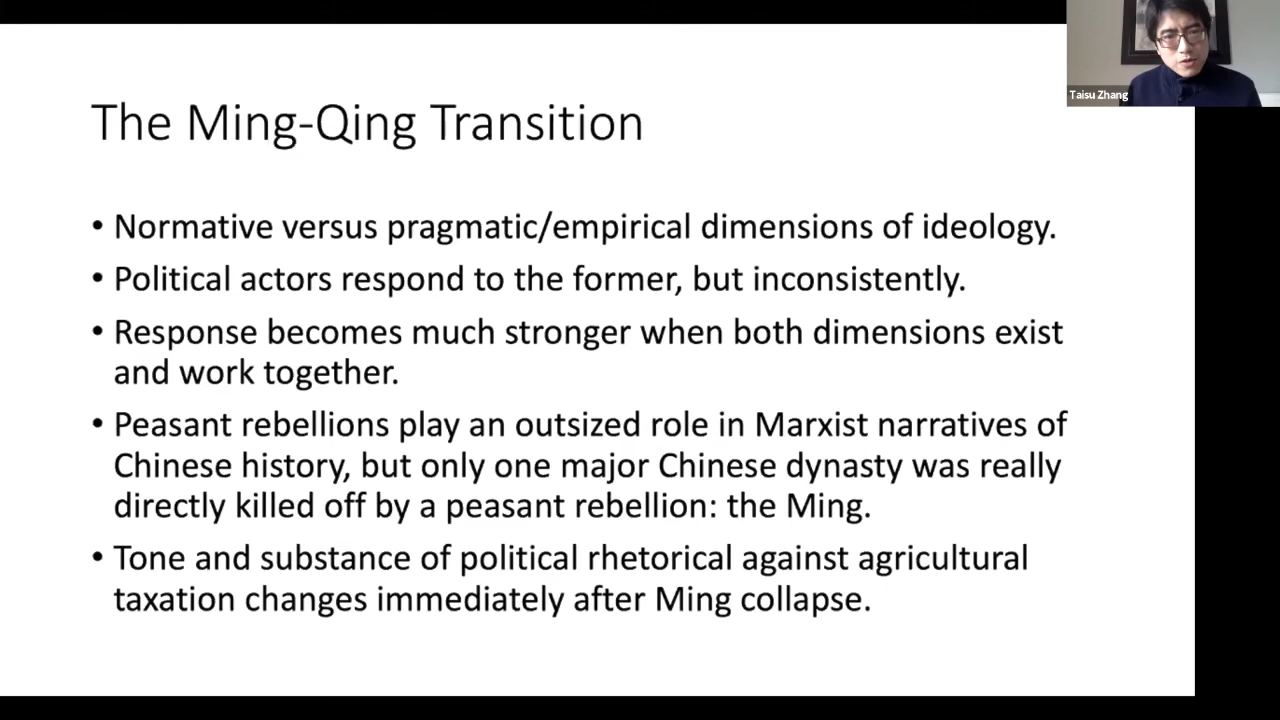 Taisu Zhang
The Ming-Qing Transition
• Normative versus pragmatic/empirical dimensions of ideology.
• Political actors respond to the former, but inconsistently.
• Response becomes much stronger when both dimensions exist
and work together.
• Peasant rebellions play an outsized role in Marxist narratives of
Chinese history, but only one major Chinese dynasty was really
directly killed off by a peasant rebellion: the Ming.
• Tone and substance of political rhetorical against agricultural
taxation changes immediately after Ming collapse.